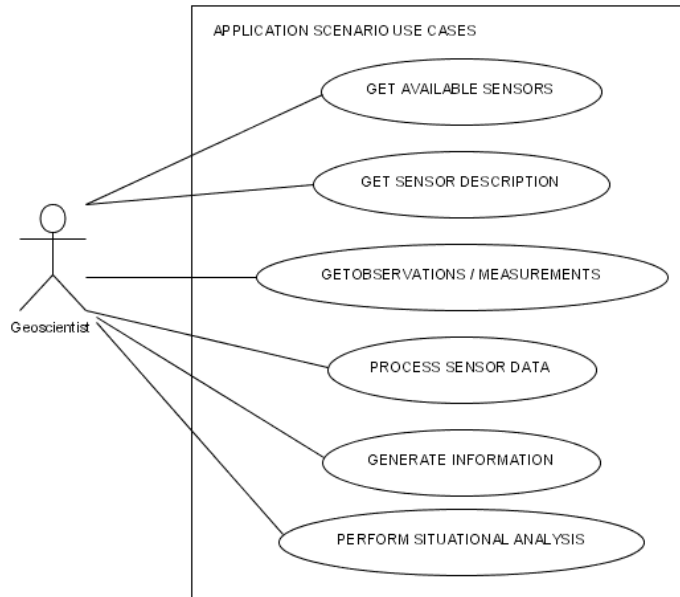 APPLICATION SCENARIO USE CASES
GET AVAILABLE SENSORS
GET SENSOR DESCRIPTION
GETOBSERVATIONS / MEASUREMENTS
Geoscientist
PROCESS SENSOR DATA
GENERATE INFORMATION
PERFORM SITUATIONAL ANALYSIS